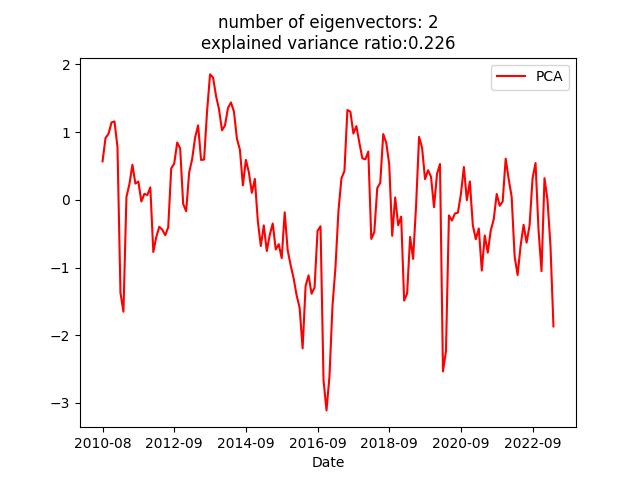 number of eigenvectors: 2
explained variance ratio:0.226
PCA
2
1
0
−1
−2
−3
2010-08 2012-09 2014-09 2016-09 2018-09 2020-09 2022-09
Date